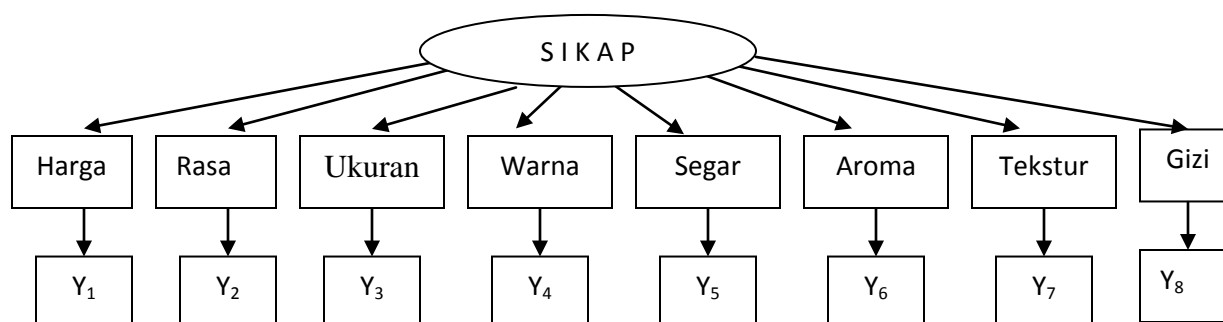 S I K A P
Harga Rasa Ukuran Warna Segar Aroma Tekstur Gizi
Y1 Y2 Y3 Y4 Y5 Y6 Y7 Y8